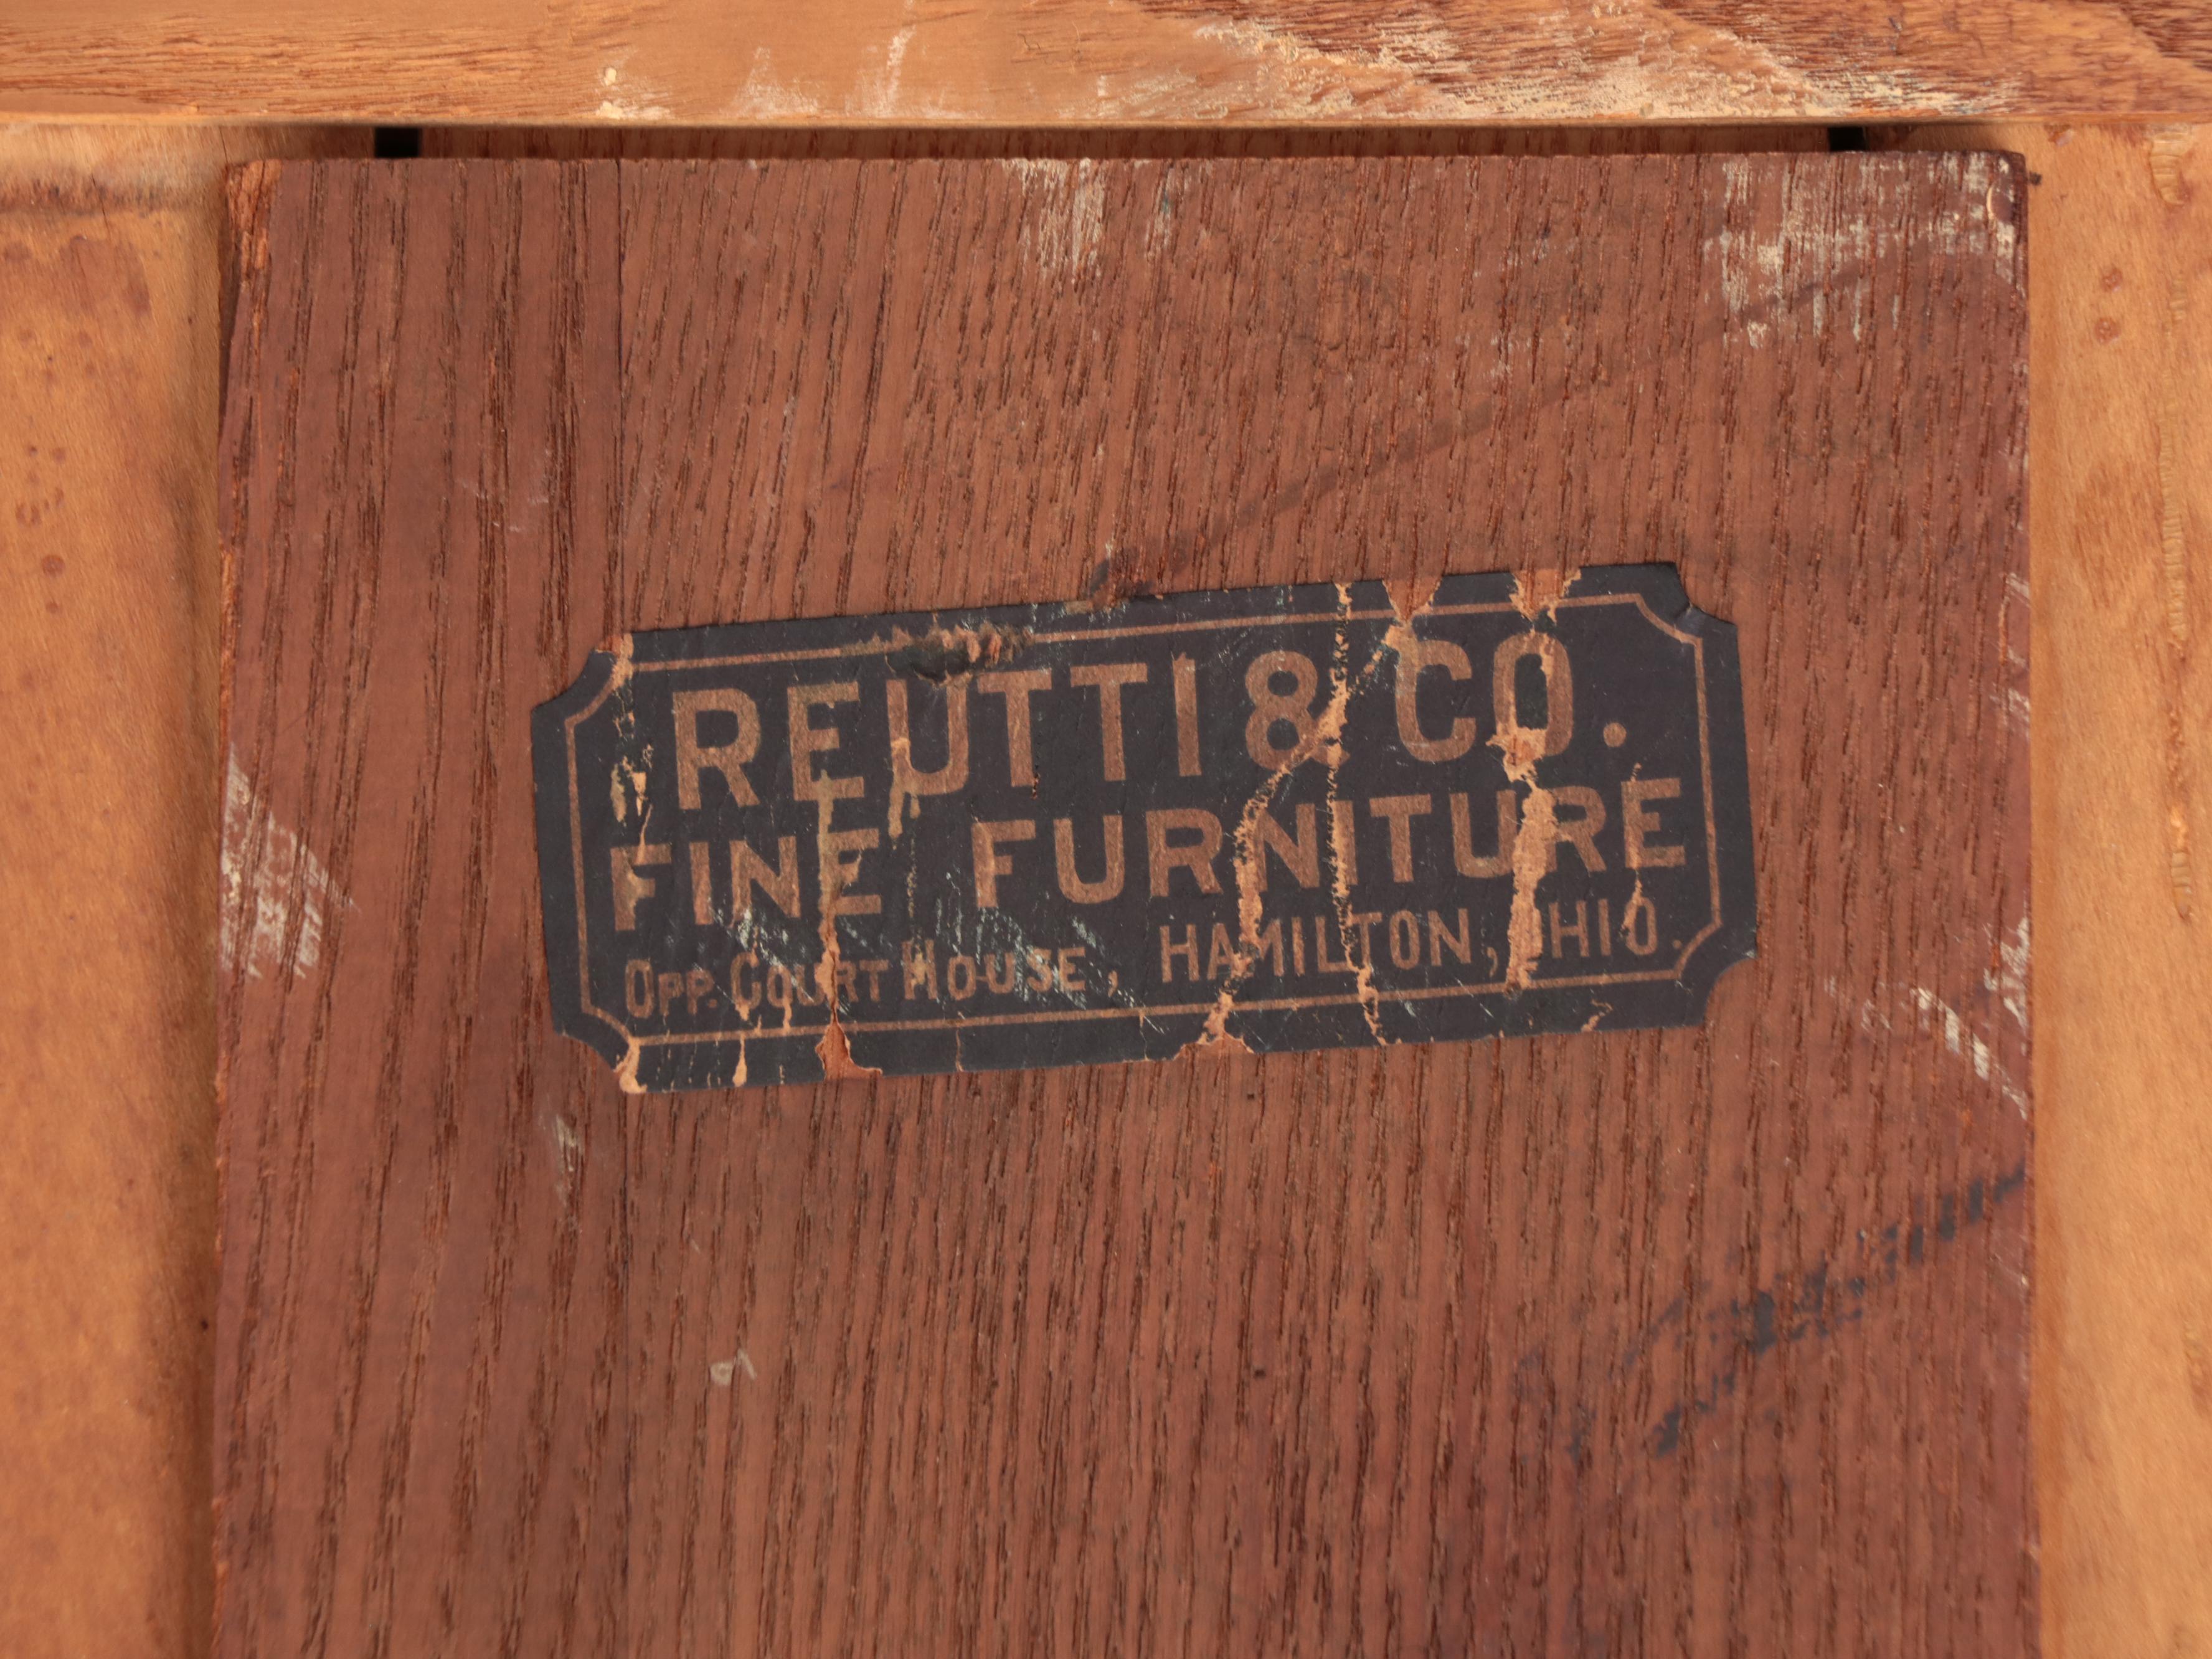 REUTTI & CO.
FINE FURNITURE
OPP. COURT HOUSE, HAMILTON, OHIO.